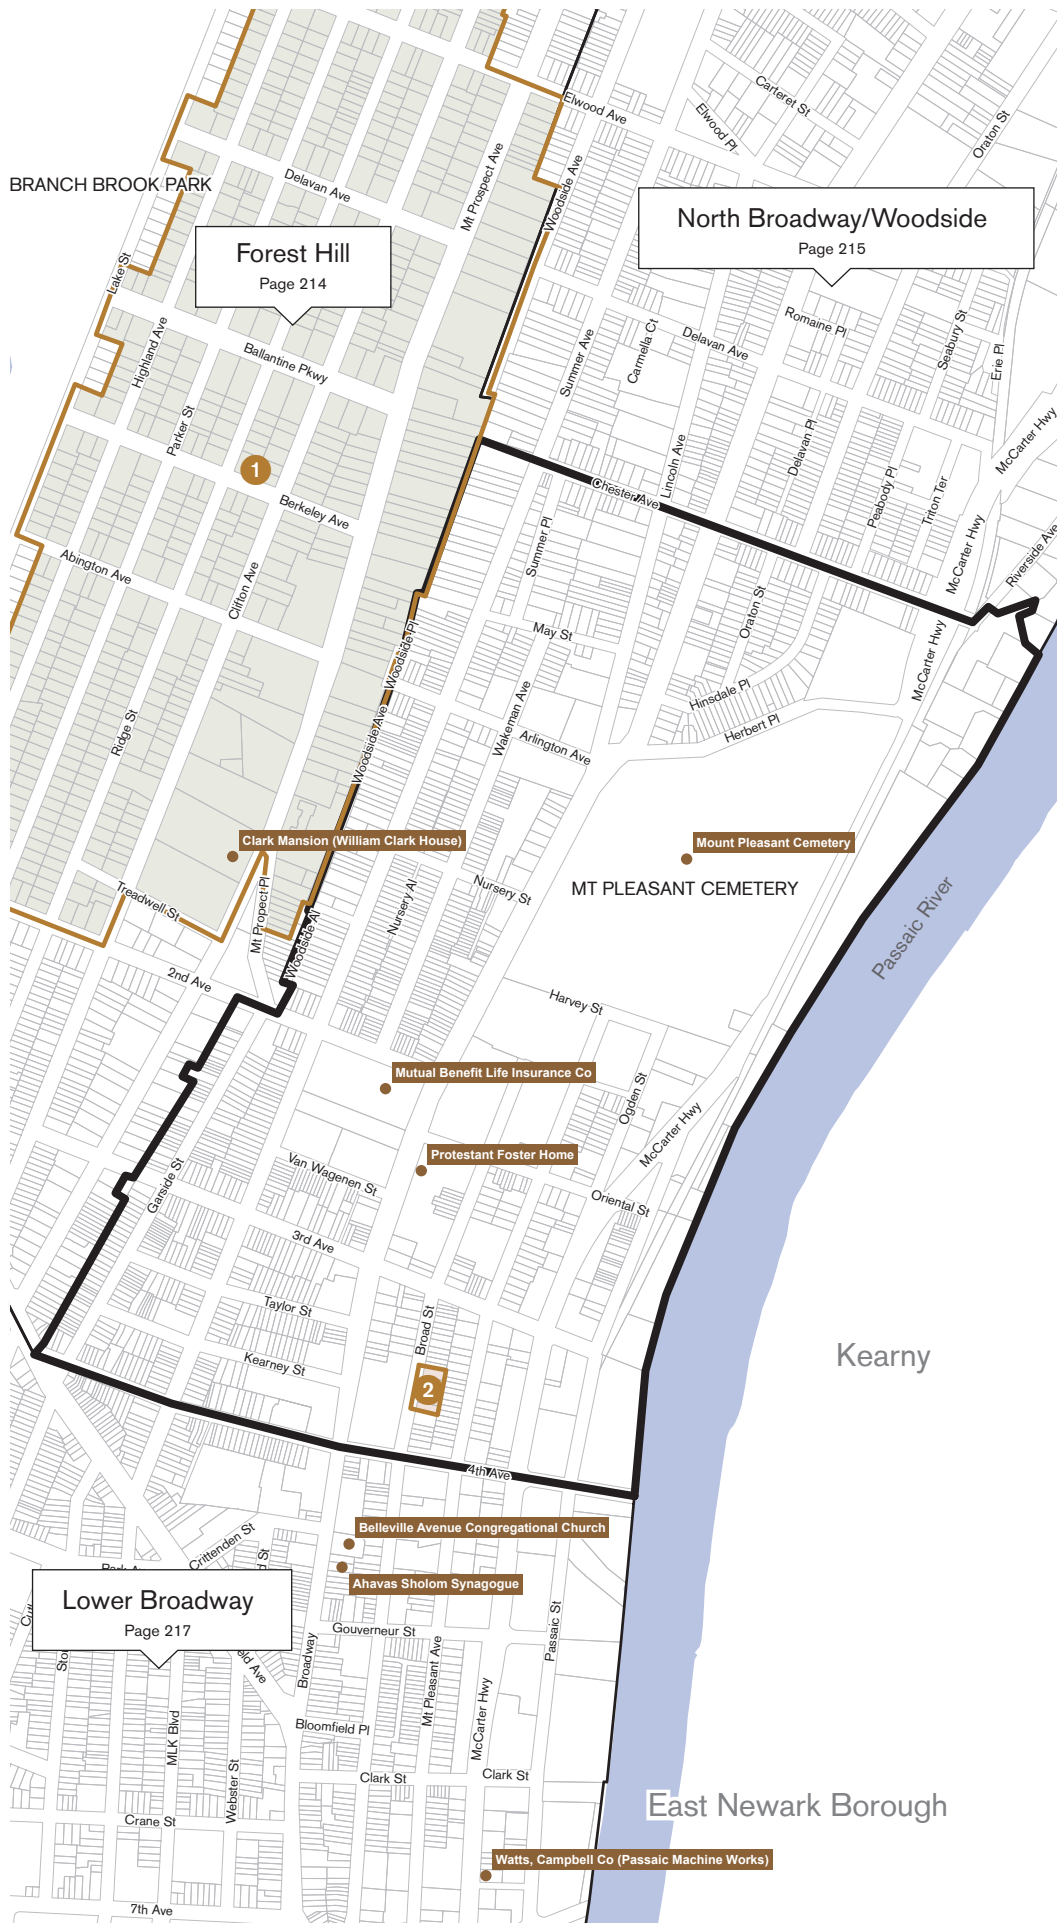 Elwood Ave
Carteret St
Elwood Pl
Oraton St
BRANCH BROOK PARK
Delavan Ave
Mt Prospect Ave
Woodside Ave
North Broadway/Woodside
Page 215
Forest Hill
Page 214
Lake St
Highland Ave
Ballantine Pkwy
Parker St
Summer Ave
Carmella Ct
Delavan Ave
Romaine Pl
Seabury St
Erie Pl
McCarter Hwy
1
Berkeley Ave
Lincoln Ave
Chester Ave
Delavan Pl
Peabody Pl
Triton Ter
McCarter Hwy
Riverside Ave
Abington Ave
Clifton Ave
Summer Pl
May St
Oraton St
Woodside Pl
McCarter Hwy
Hinsdale Pl
Herbert Pl
Ridge St
Woodside Ave
Wakeman Ave
Arlington Ave
Clark Mansion (William Clark House)
Mount Pleasant Cemetery
MT PLEASANT CEMETERY
Treadwell St
Mt Propect Pl
Woodside Al
Nursery Al
Nursery St
Passaic River
2nd Ave
Harvey St
Mutual Benefit Life Insurance Co
Ogden St
McCarter Hwy
Protestant Foster Home
Van Wagenen St
Garside St
Oriental St
3rd Ave
Taylor St
Broad St
Kearney St
2
Kearny
4th Ave
Belleville Avenue Congregational Church
Crittenden St
Ahavas Sholom Synagogue
Lower Broadway
Page 217
Gouverneur St
Passaic St
Broadway
Mt Pleasant Ave
McCarter Hwy
Bloomfield Pl
MLK Blvd
Webster St
Clark St
Clark St
Crane St
East Newark Borough
Watts, Campbell Co (Passaic Machine Works)
7th Ave